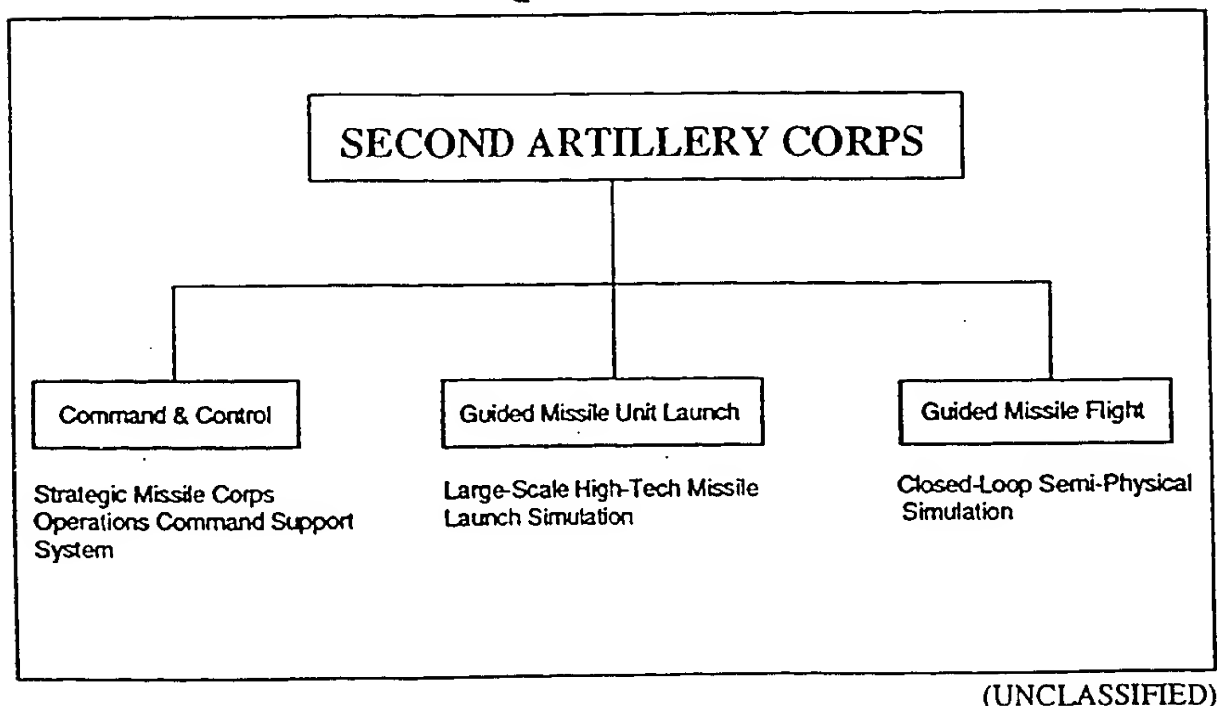 SECOND ARTILLERY CORPS
Command & Control
Strategic Missile Corps
Operations Command Support
System
Guided Missile Unit Launch
Large-Scale High-Tech Missile
Launch Simulation
Guided Missile Flight
Closed-Loop Semi-Physical
Simulation
(UNCLASSIFIED)